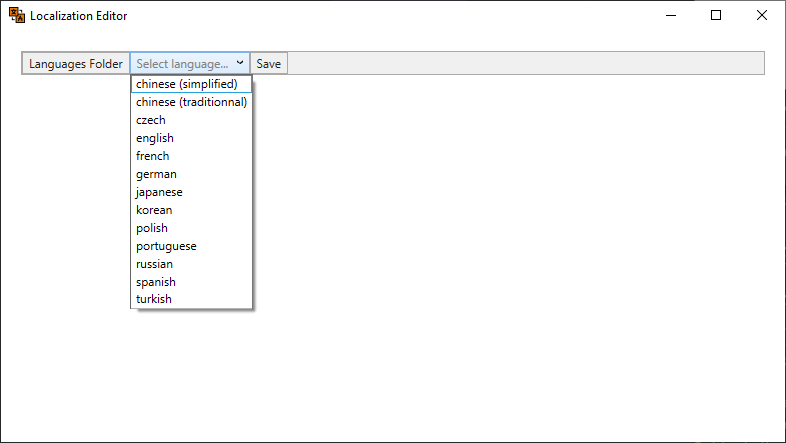 Localization Editor
Languages Folder Select language... Save
chinese (simplified)
chinese (traditionnal)
czech
english
french
german
japanese
korean
polish
portuguese
russian
spanish
turkish